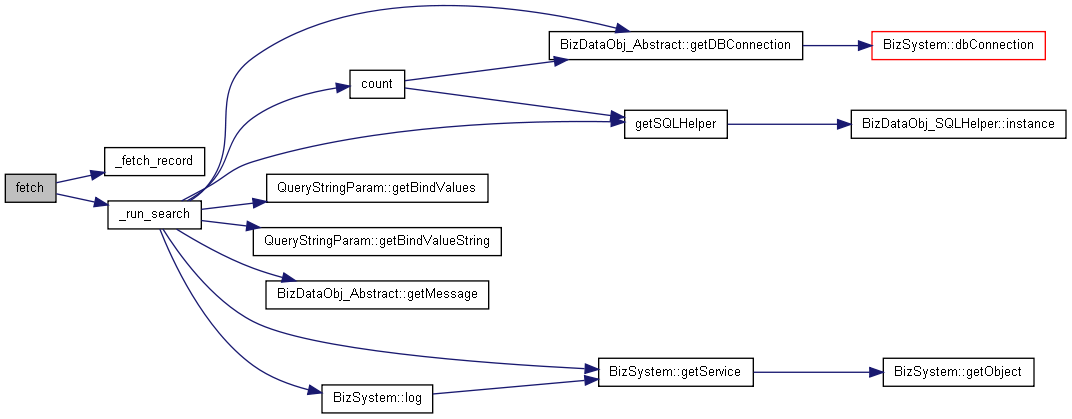 fetch
_fetch_record
_run_search
count
BizDataObj_Abstract::getDBConnection
BizSystem::dbConnection
getSQLHelper
BizDataObj_SQLHelper::instance
QueryStringParam::getBindValues
QueryStringParam::getBindValueString
BizDataObj_Abstract::getMessage
BizSystem::getService
BizSystem::getObject
BizSystem::log